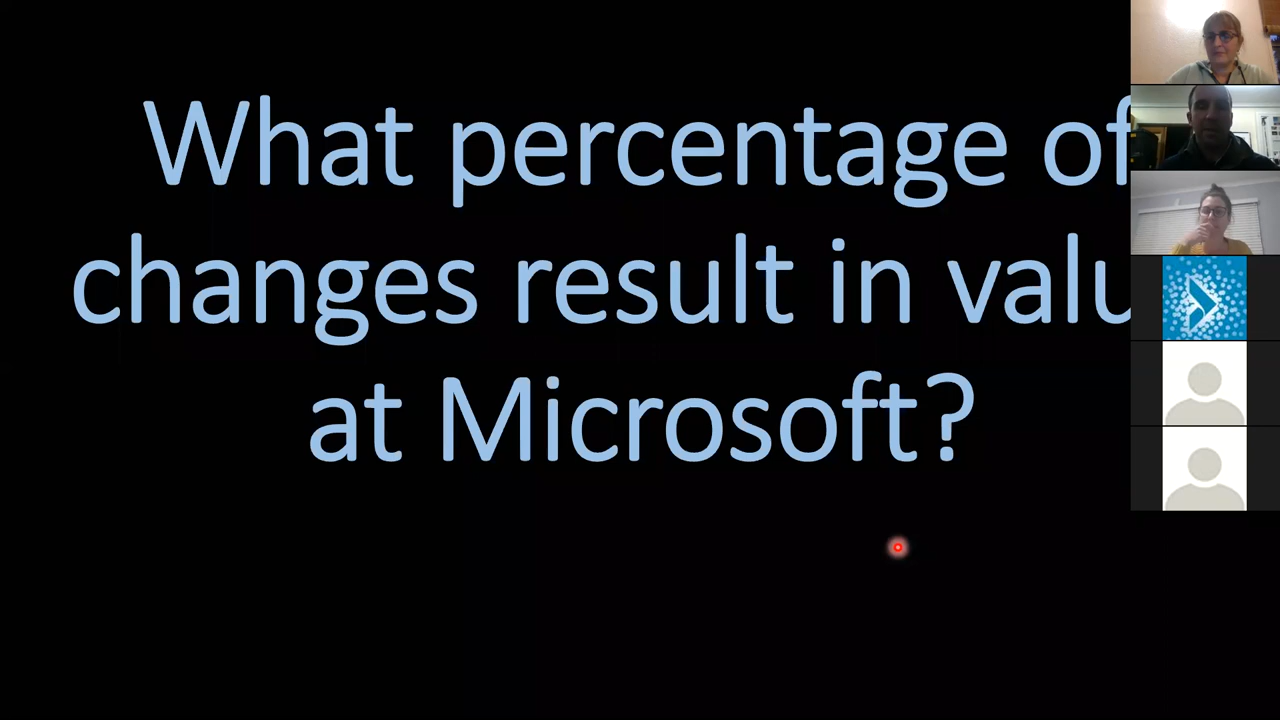 What percentage of
changes result in valu
at Microsoft?